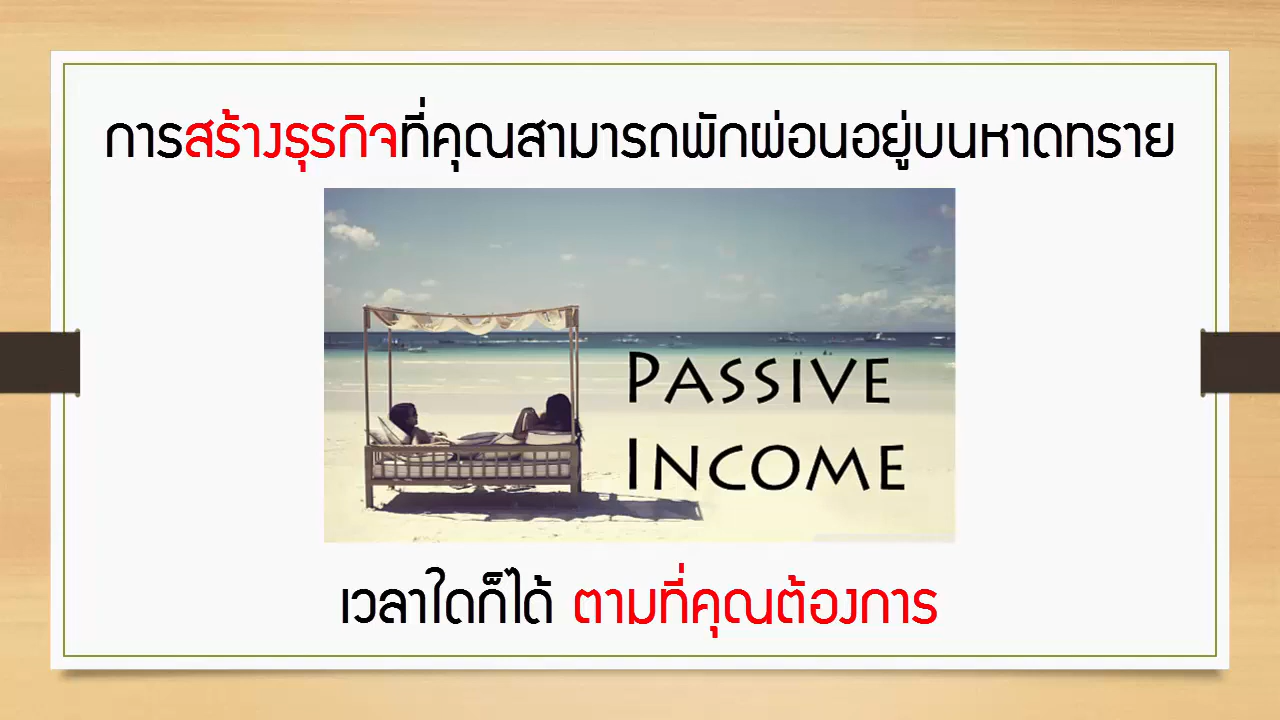 การสร้างธุรกิจที่คุณสามารถพักผ่อนอยู่บนหาดทราย
PASSIVE
INCOME
เวลาใดก็ได้ ตามที่คุณต้องการ